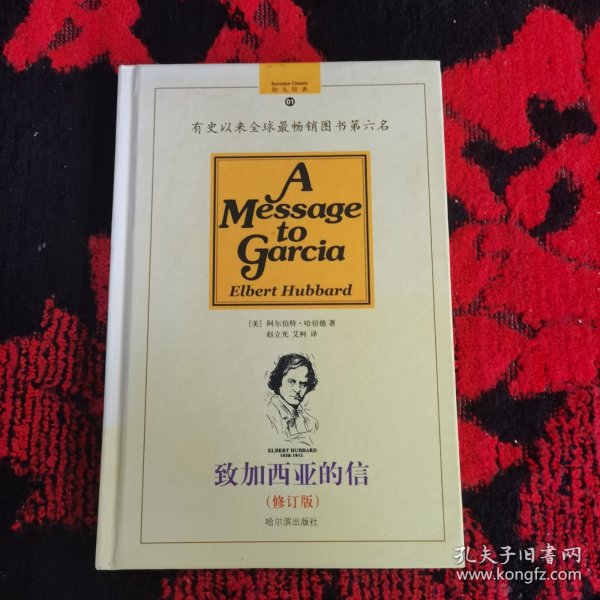 Success Classic
励志经典
01
有史以来全球最畅销图书第六名
A
Message
to
Garcia
Elbert Hubbard
[美] 阿尔伯特·哈伯德 著
赵立光 艾柯 译
ELBERT HUBBARD
1856-1915
致加西亚的信
(修订版)
哈尔滨出版社
孔夫子旧书网
www.kongfz.com